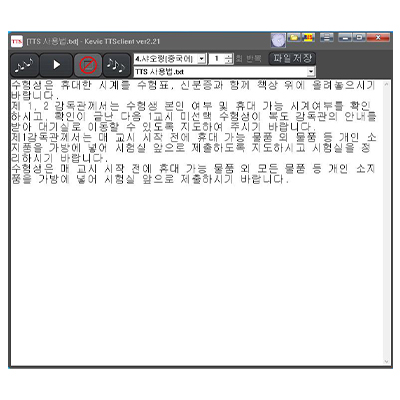 TTS [TTS 사용법.txt] - Kevic TTSclient ver2.21
4.샤오링(중국어) 1 회 반복 파일저장
TTS 사용법.txt
수험생은 휴대한 시계를 수험표, 신분증과 함께 책상 위에 올려놓으시기
바랍니다.
제 1, 2 감독관께서는 수험생 본인 여부 및 휴대 가능 시계여부를 확인
하시고, 확인이 끝난 다음 1교시 미선택 수험생이 복도 감독관의 안내를
받아 대기실로 이동할 수 있도록 지도하여 주시기 바랍니다.
제1감독관께서는 매 교시 시작 전에 휴대 가능 물품 외 모든 물품 등 개인 소
지품을 가방에 넣어 시험실 앞으로 제출하도록 지도하시고 시험실을 정
리하시기 바랍니다.
수험생은 매 교시 시작 전에 휴대 가능 물품 외 모든 물품 등 개인 소지
품을 가방에 넣어 시험실 앞으로 제출하시기 바랍니다.